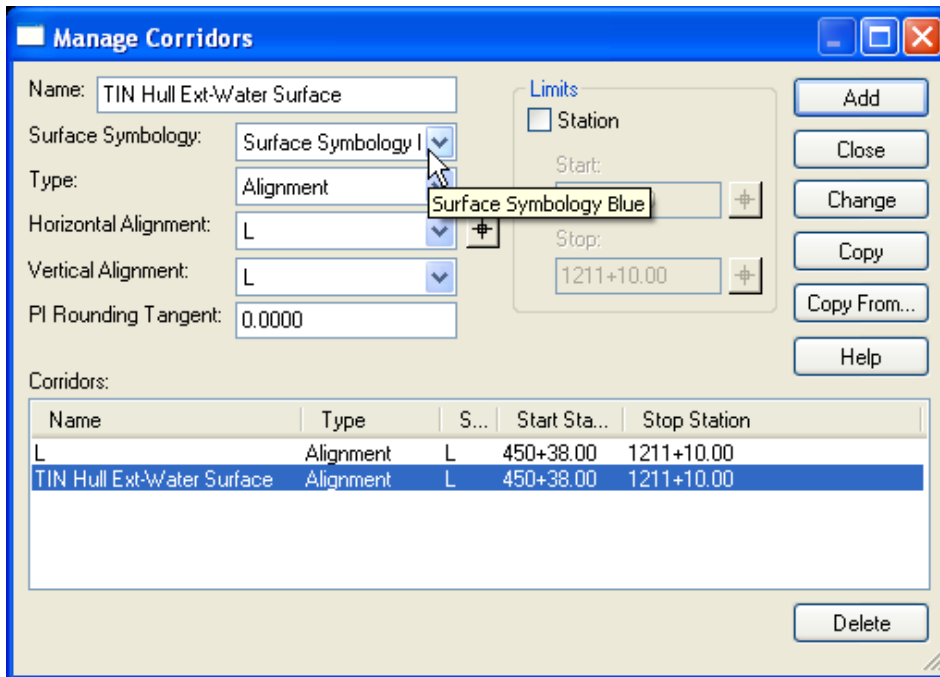 Manage Corridors
Name: TIN Hull Ext-Water Surface
Surface Symbology: Surface Symbology
Type: Alignment
Surface Symbology Blue
Horizontal Alignment: L
Vertical Alignment: L
PI Rounding Tangent: 0.0000
Limits
Station
Start:
Stop:
1211+10.00
Add
Close
Change
Copy
Copy From...
Help
Corridors:
Name Type S... Start Sta... Stop Station
L Alignment L 450+38.00 1211+10.00
TIN Hull Ext-Water Surface Alignment L 450+38.00 1211+10.00
Delete